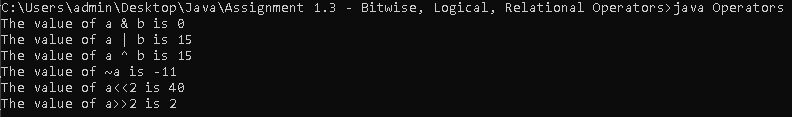 C:\Users\admin\Desktop\Java\Assignment 1.3 - Bitwise, Logical, Relational Operators>java Operators
The value of a & b is 0
The value of a | b is 15
The value of a ^ b is 15
The value of ~a is -11
The value of a<<2 is 40
The value of a>>2 is 2